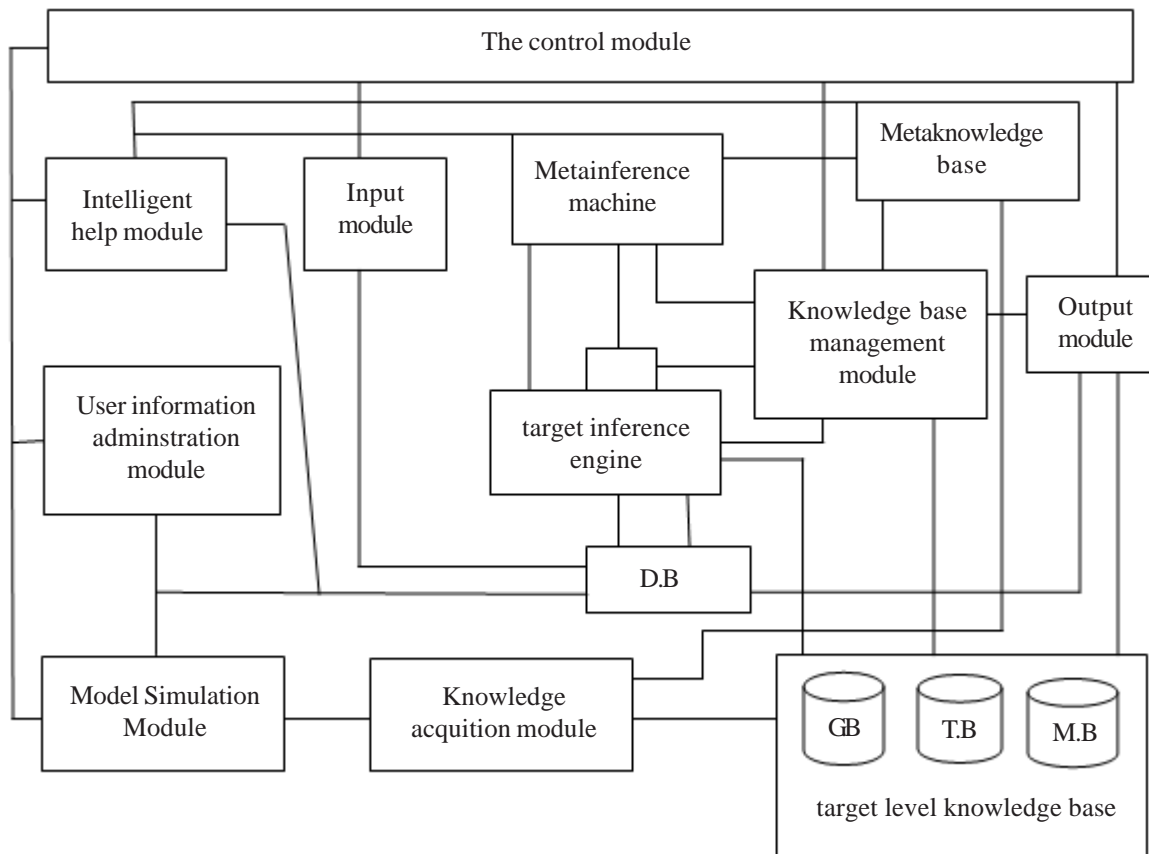 The control module
Metaknowledge
base
Intelligent
help module
Input
module
Metainference
machine
Knowledge base
management
module
Output
module
User information
adminstration
module
target inference
engine
D.B
Model Simulation
Module
Knowledge
acquition module
GB
T.B
M.B
target level knowledge base